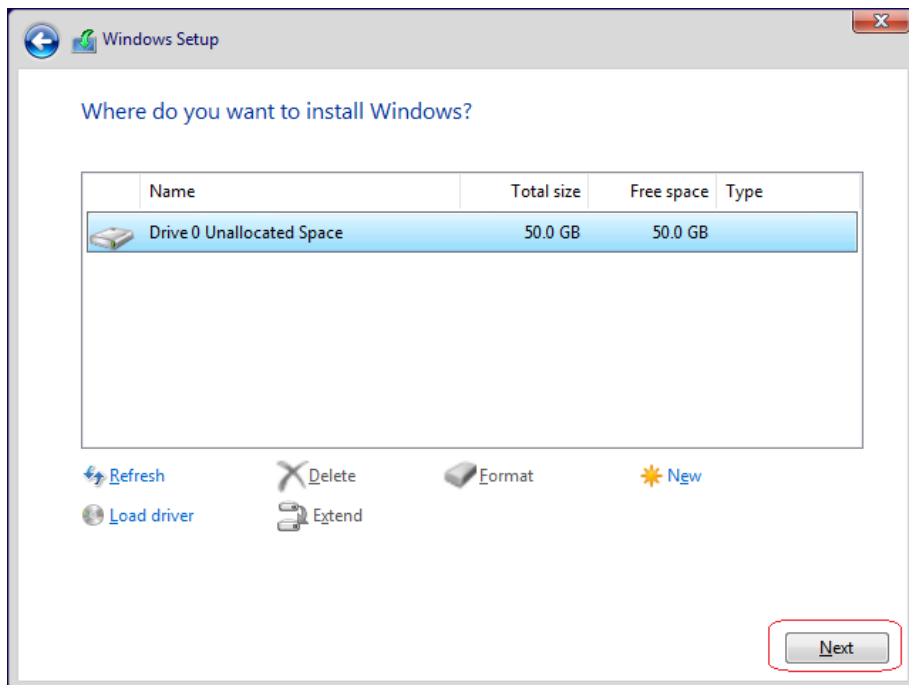 Windows Setup
Where do you want to install Windows?
Name Total size Free space Type
Drive 0 Unallocated Space 50.0 GB 50.0 GB
Refresh Delete Format New
Load driver Extend
Next